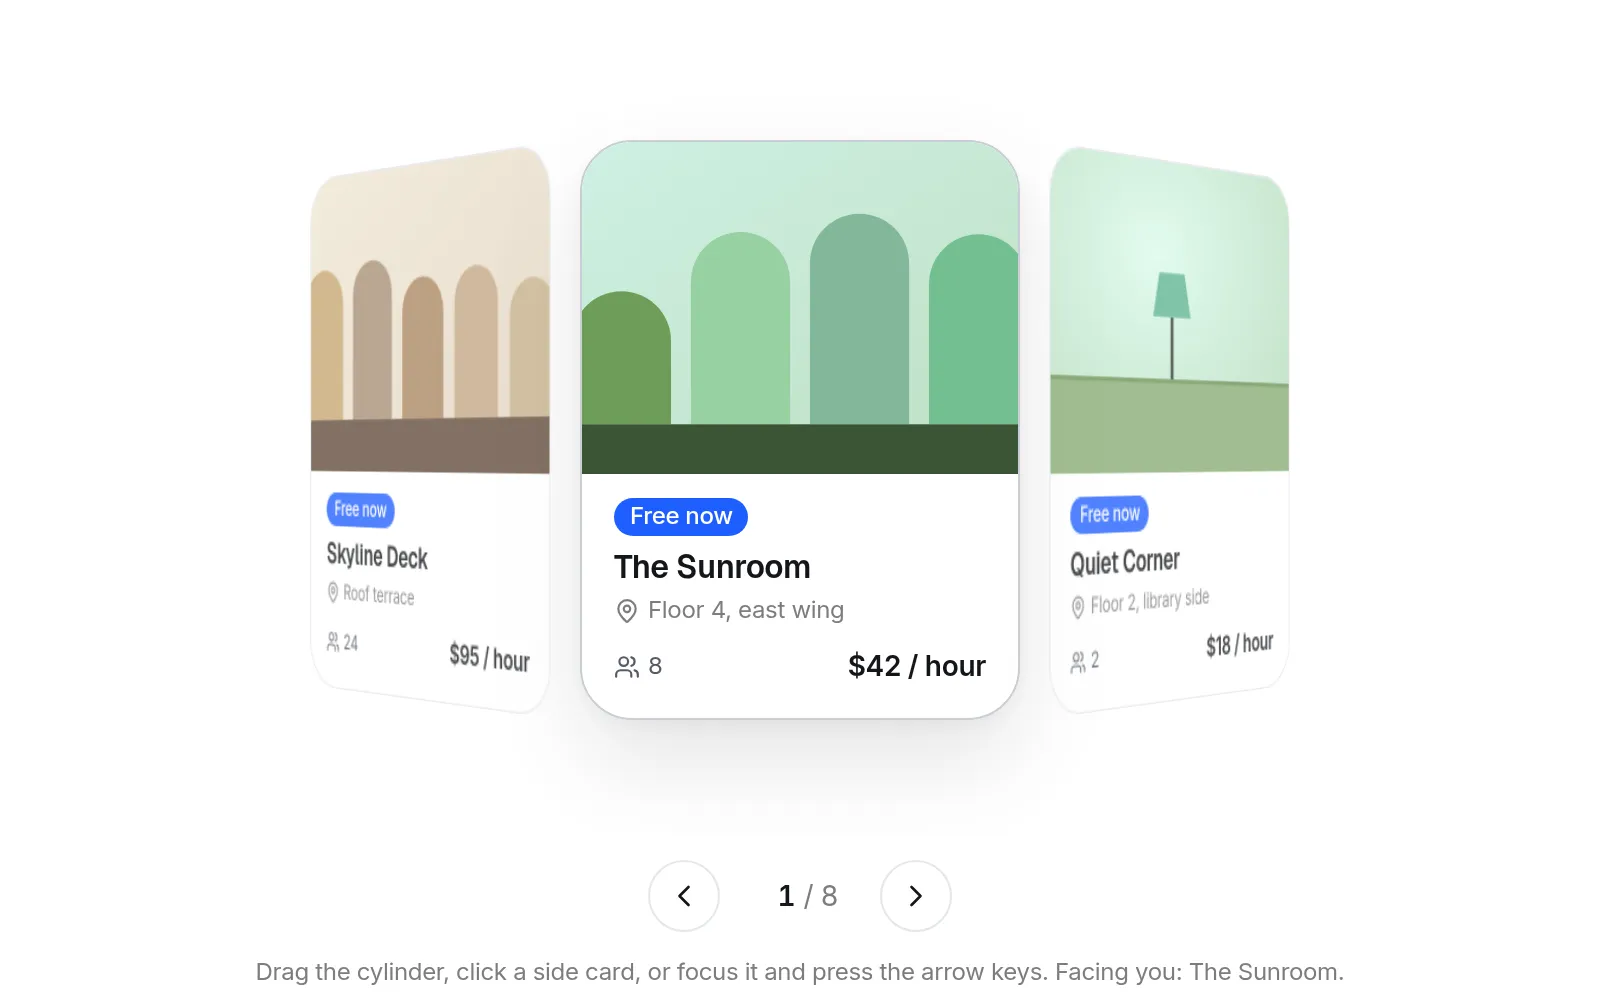 Free now
Skyline Deck
Roof terrace
24
$95 / hour
Free now
The Sunroom
Floor 4, east wing
8
$42 / hour
Free now
Quiet Corner
Floor 2, library side
2
$18 / hour
1 / 8
Drag the cylinder, click a side card, or focus it and press the arrow keys. Facing you: The Sunroom.